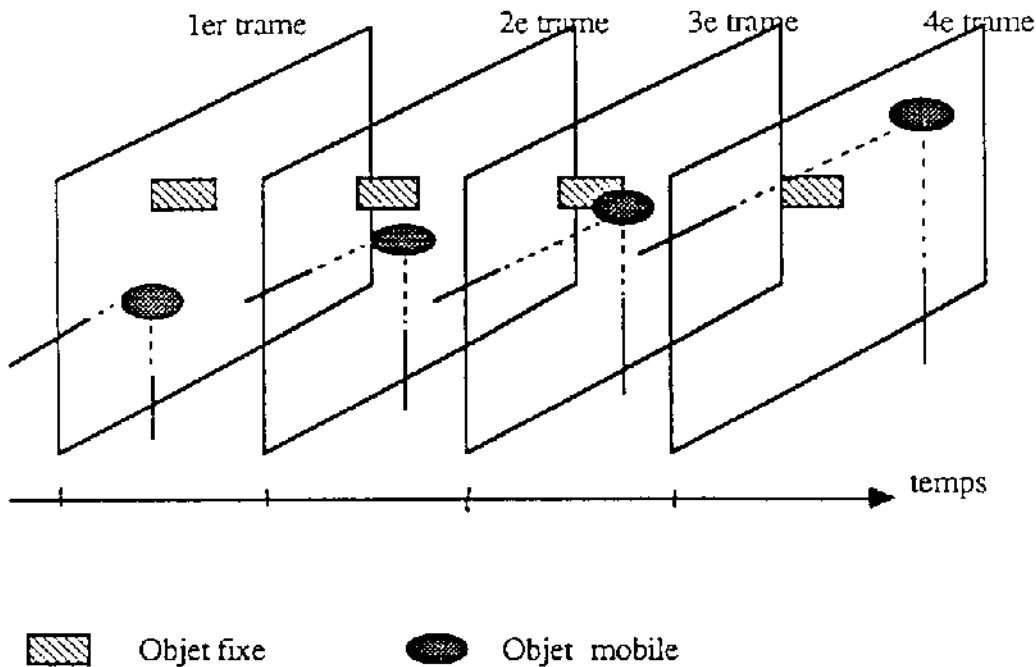 1er trame
2e trame
3e trame
4e trame
temps
Objet fixe
Objet mobile